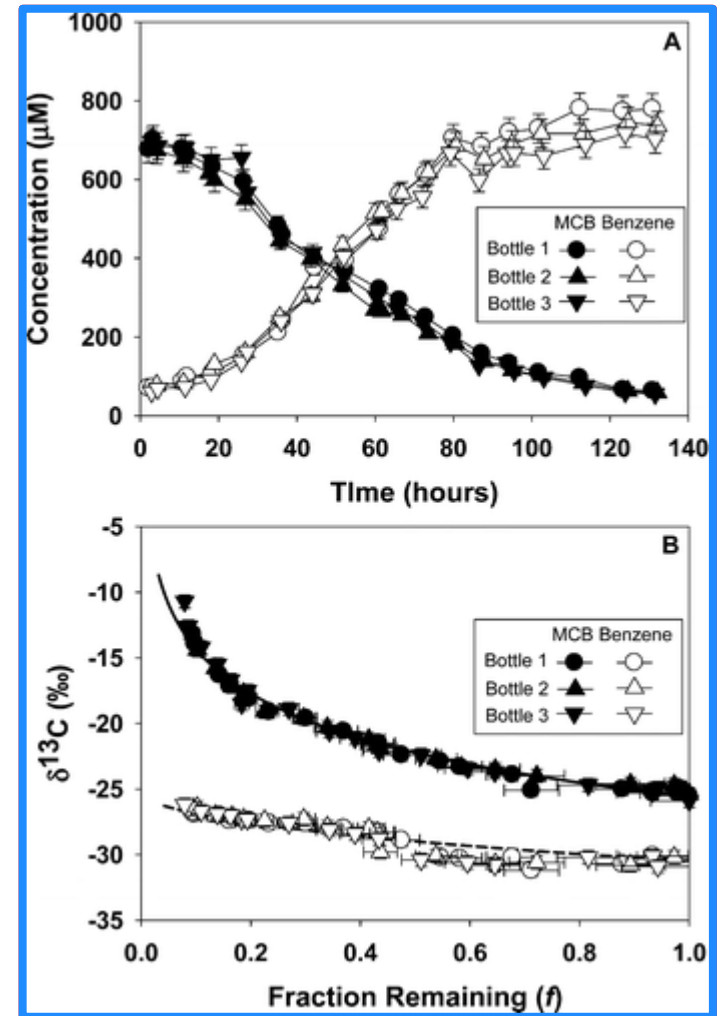 A
1000
800
600
400
200
0
Concentration (µM)
MCB Benzene
Bottle 1
Bottle 2
Bottle 3
0 20 40 60 80 100 120 140
TIme (hours)
B
-5
-10
-15
-20
-25
-30
-35
δ13C (‰)
MCB Benzene
Bottle 1
Bottle 2
Bottle 3
0.0 0.2 0.4 0.6 0.8 1.0
Fraction Remaining (f)